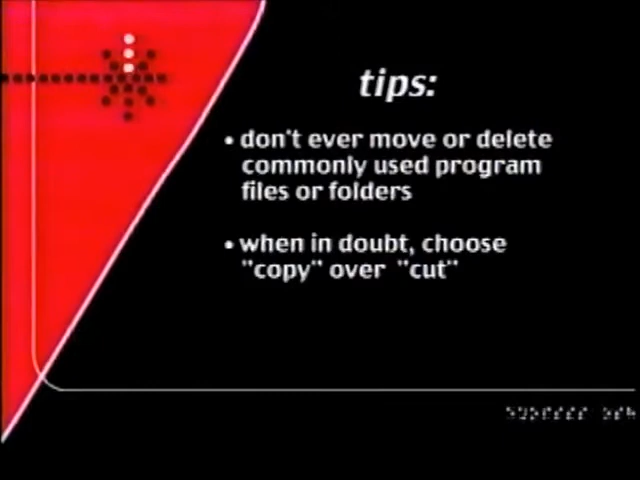 tips:
• don't ever move or delete
commonly used program
files or folders
• when in doubt, choose
"copy" over "cut"